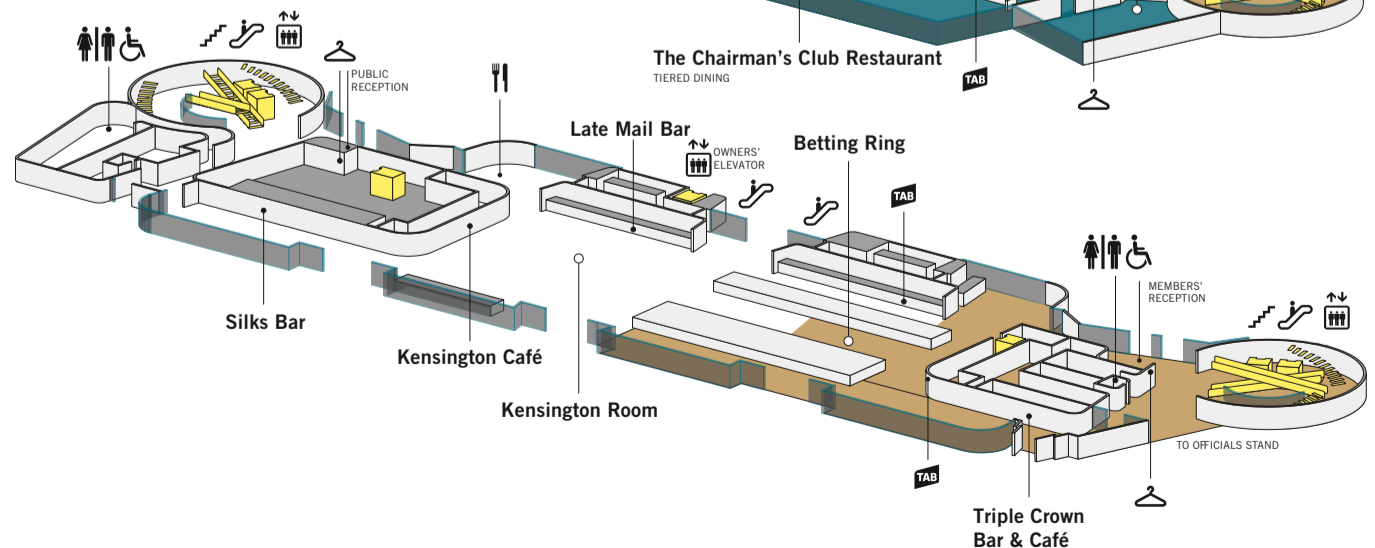 The Chairman’s Club Restaurant
TIERED DINING
TAB
PUBLIC
RECEPTION
Late Mail Bar
OWNERS’
ELEVATOR
Betting Ring
TAB
MEMBERS’
RECEPTION
Silks Bar
Kensington Café
Kensington Room
TO OFFICIALS STAND
TAB
Triple Crown
Bar & Café